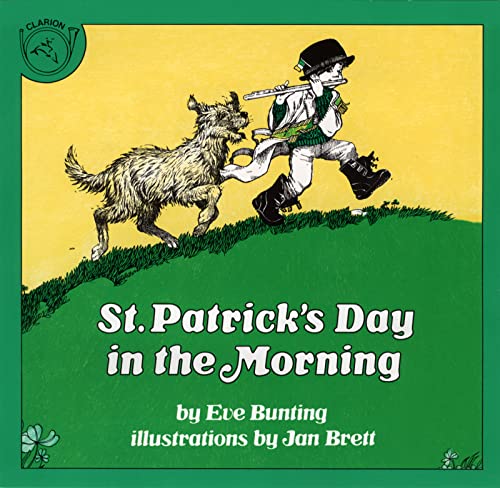 CLARION
St. Patrick's Day
in the Morning
by Eve Bunting
illustrations by Jan Brett